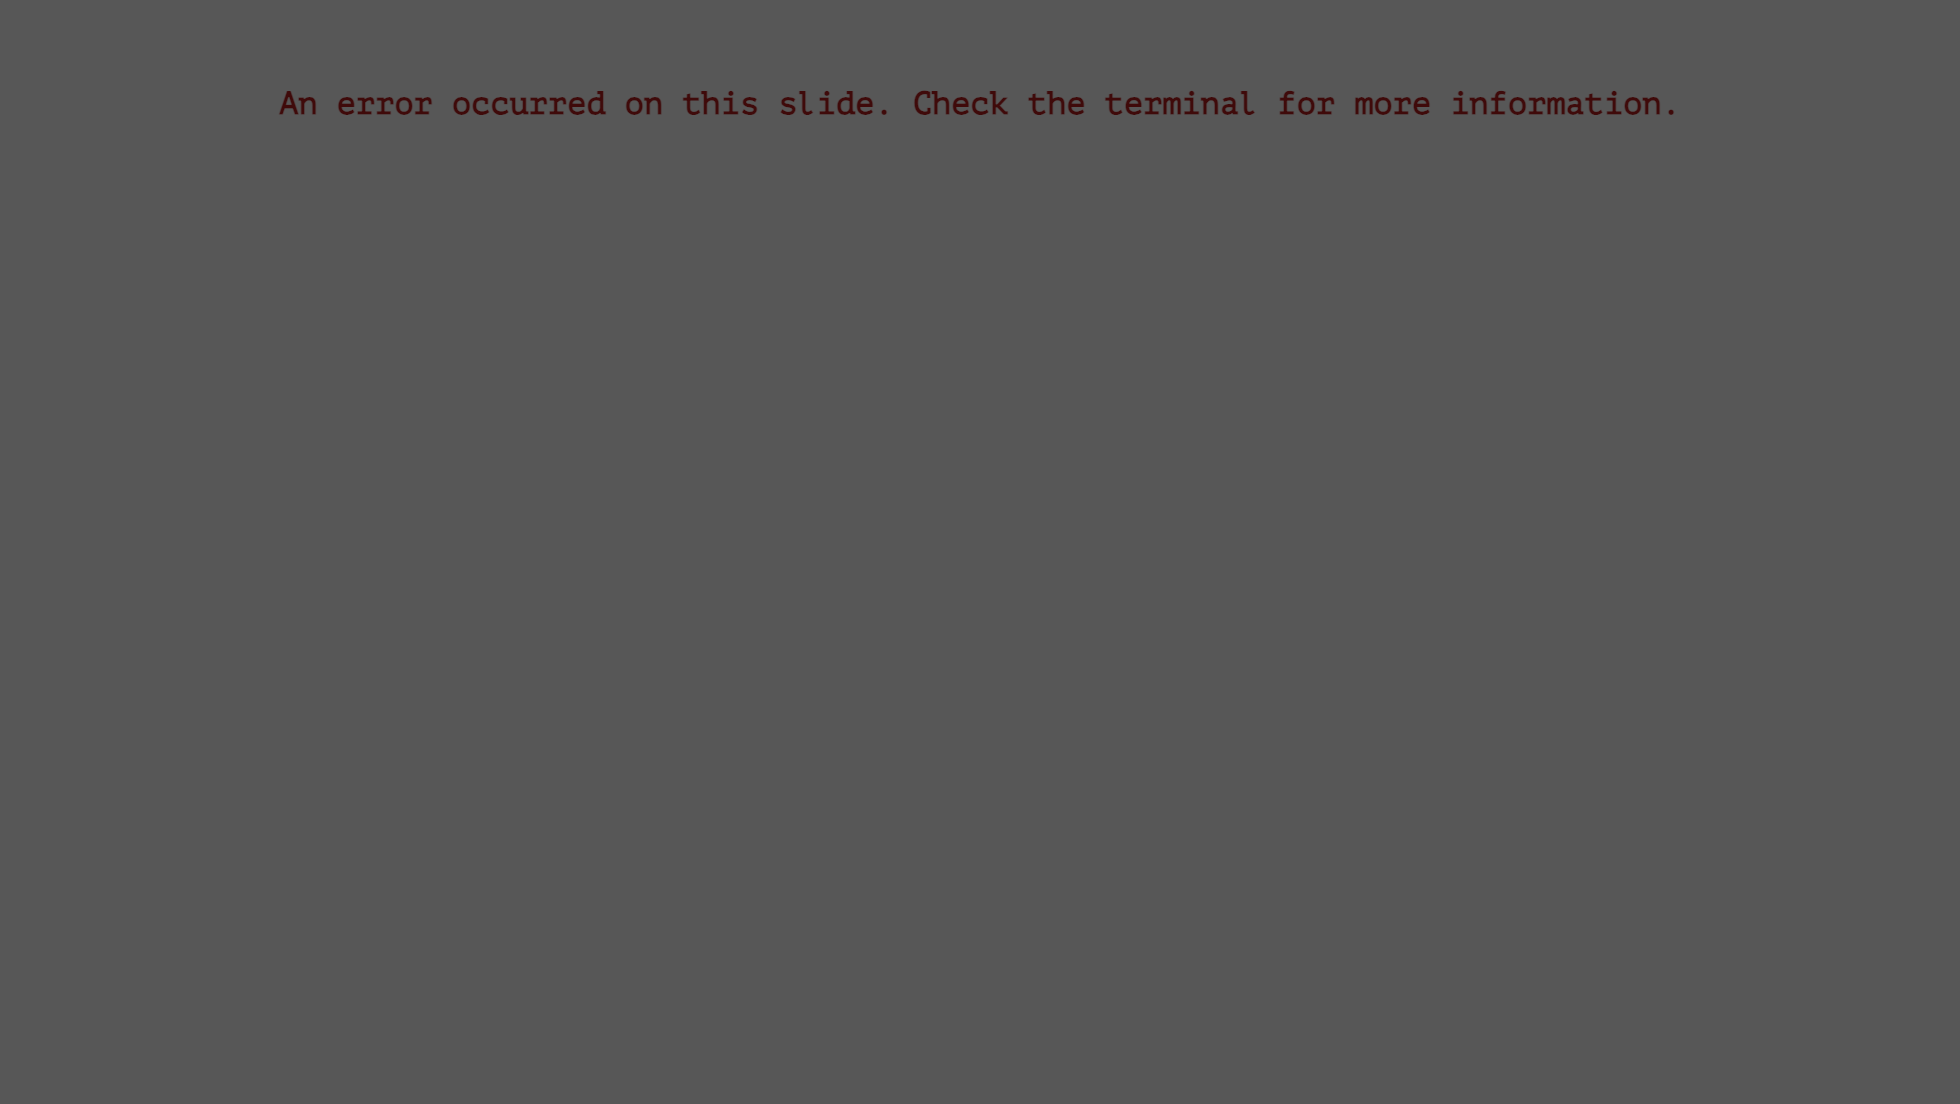 An error occurred on this slide. Check the terminal for more information.